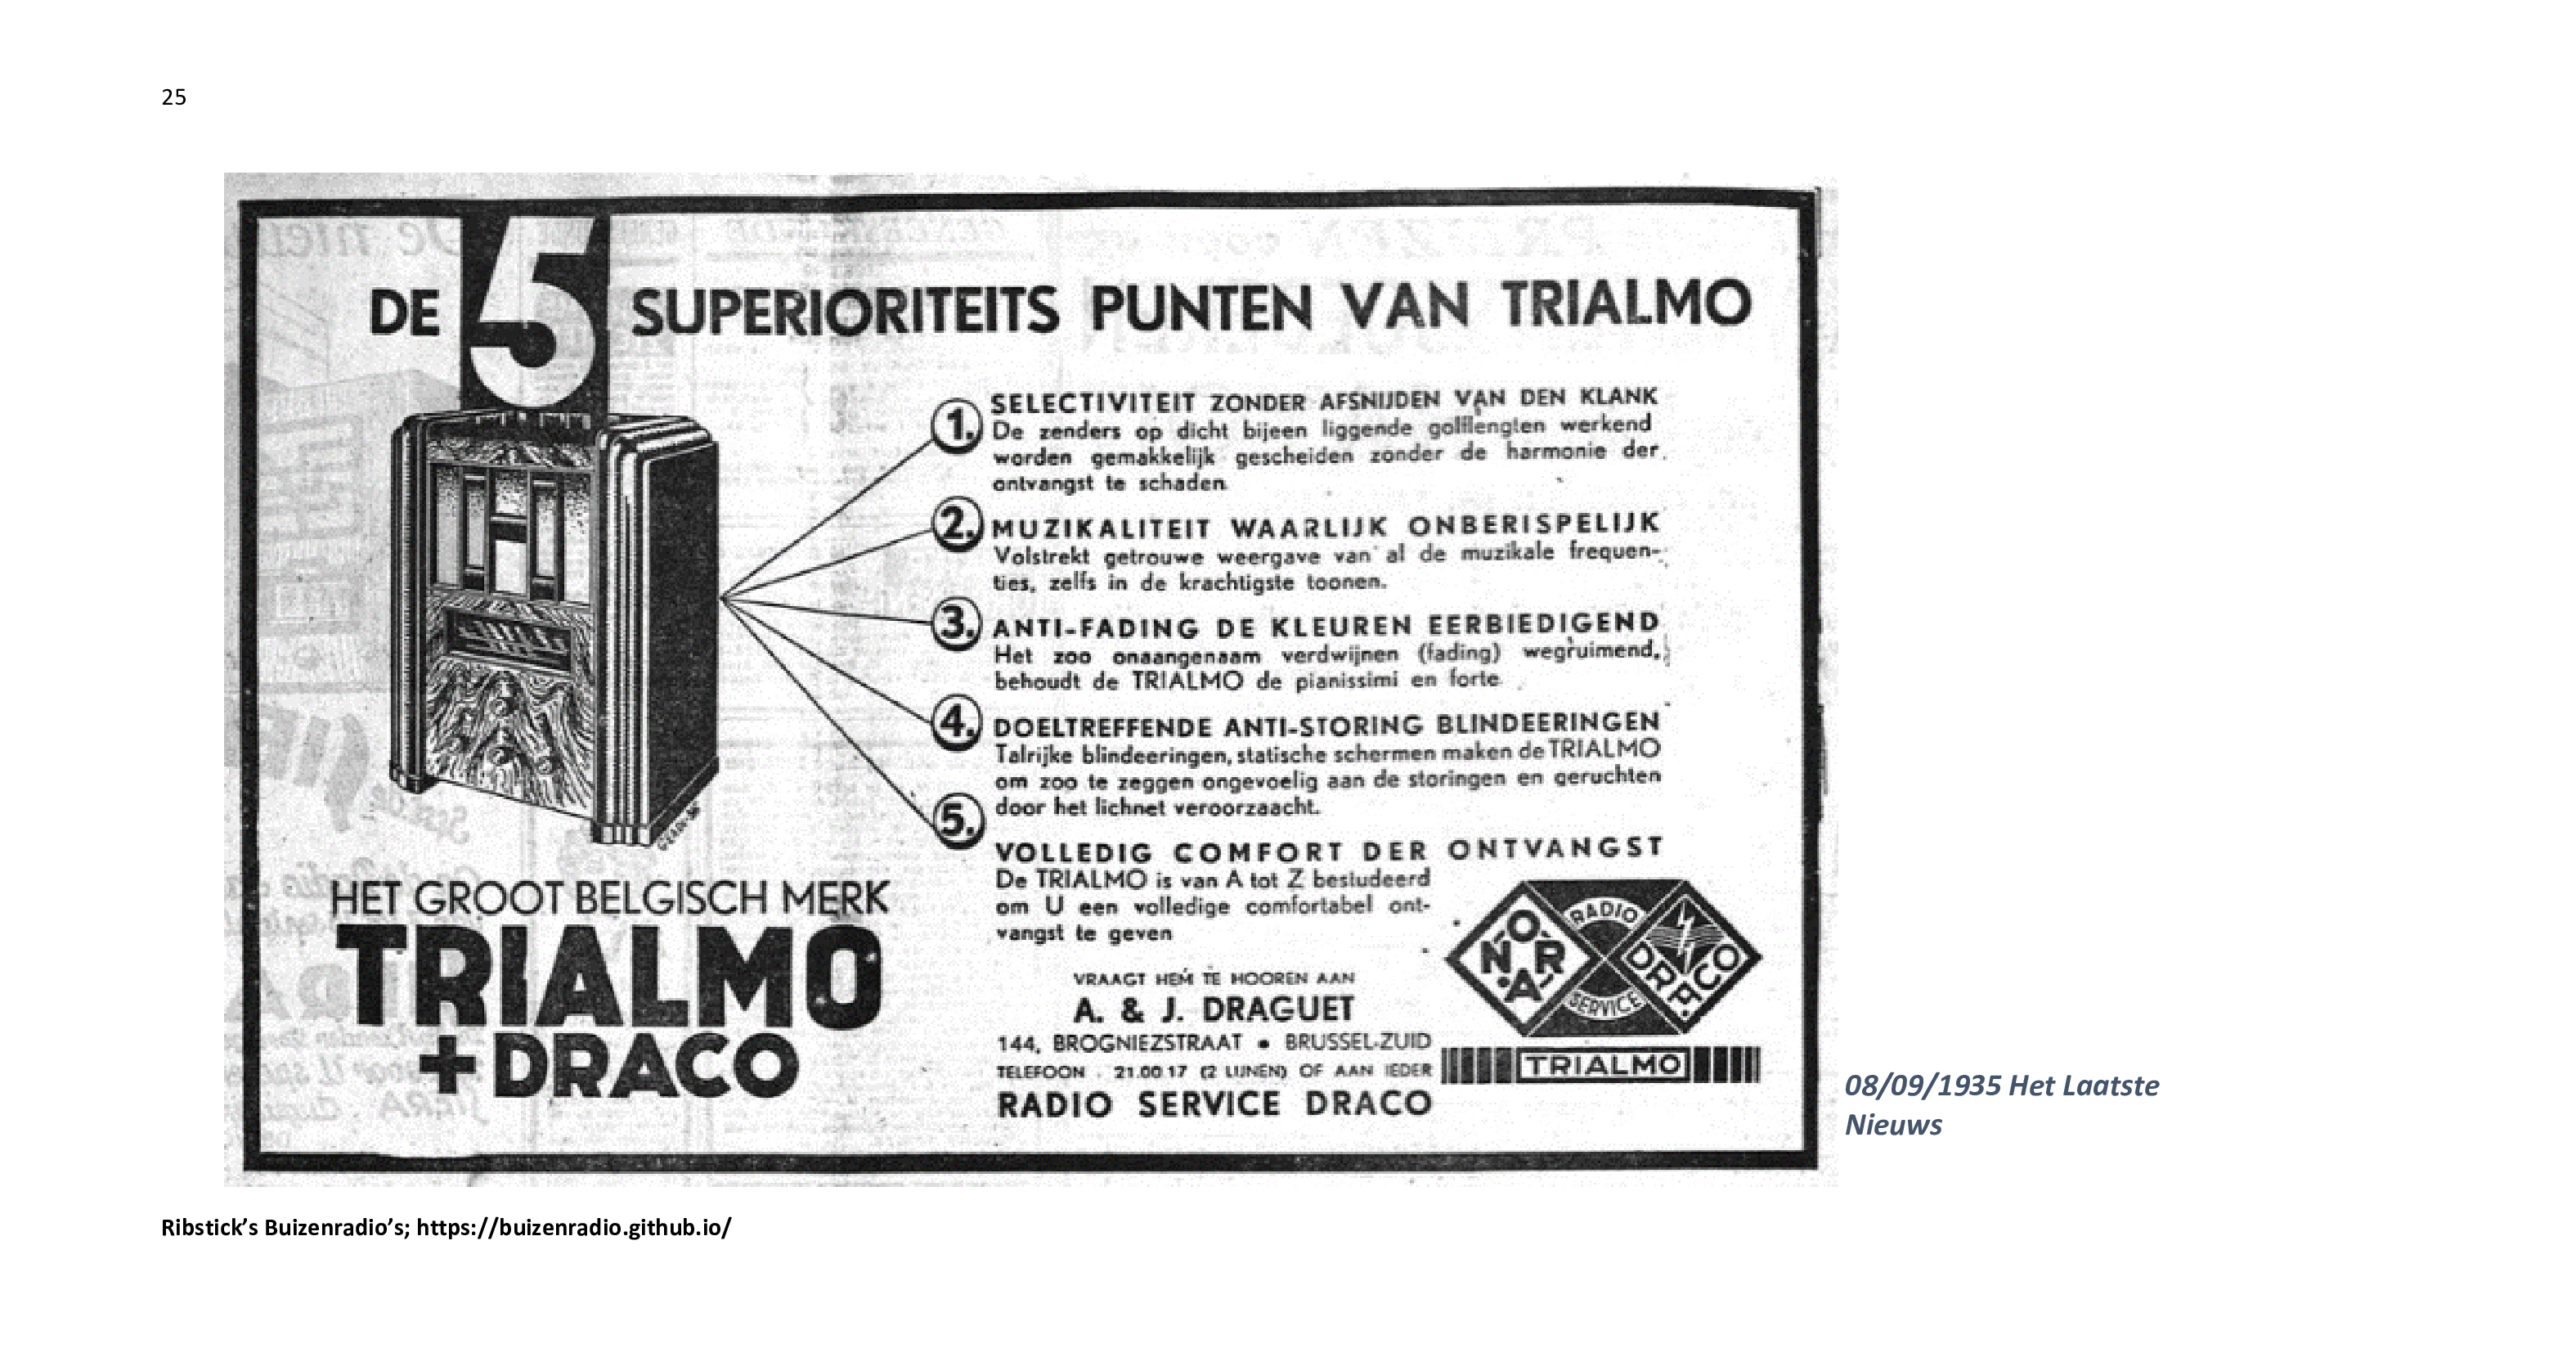 25
DE 5 SUPERIORITEITS PUNTEN VAN TRIALMO
1. SELECTIVITEIT ZONDER AFSNIJDEN VAN DEN KLANK
De zenders op dicht bijeen liggende golflengten werkend
worden gemakkelijk gescheiden zonder de harmonie der
ontvangst te schaden
2. MUZIKALITEIT WAARLIJK ONBERISPELIJK
Volstrekt getrouwe weergave van al de muzikale frequen-
ties, zelfs in de krachtigste toonen.
3. ANTI-FADING DE KLEUREN EERBIEDIGEND
Het zoo onaangenaam verdwijnen (fading) wegruimend,
behoudt de TRIALMO de pianissimi en forte
4. DOELTREFFENDE ANTI-STORING BLINDEERINGEN
Talrijke blindeeringen, statische schermen maken de TRIALMO
om zoo te zeggen ongevoelig aan de storingen en geruchten
door het lichnet veroorzaacht.
5. VOLLEDIG COMFORT DER ONTVANGST
De TRIALMO is van A tot Z bestudeerd
om U een volledige comfortabel ont-
vangst te geven
HET GROOT BELGISCH MERK
TRIALMO
+ DRACO
VRAAGT HEM TE HOOREN AAN
A. & J. DRAGUET
144, BROGNIEZSTRAAT • BRUSSEL-ZUID
TELEFOON . 21.00 17 (2 LIJNEN) OF AAN IEDER
RADIO SERVICE DRACO
NORA
RADIO
SERVICE
DRACO
TRIALMO
08/09/1935 Het Laatste
Nieuws
Ribstick’s Buizenradio’s; https://buizenradio.github.io/